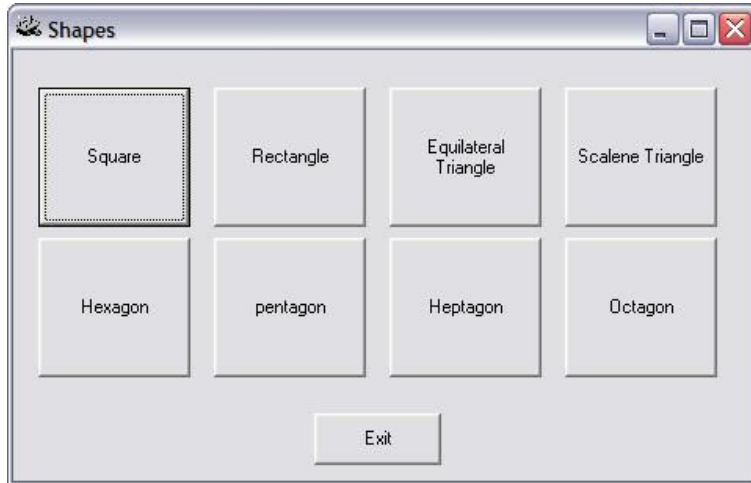 Shapes
Square
Rectangle
Equilateral
Triangle
Scalene Triangle
Hexagon
pentagon
Heptagon
Octagon
Exit